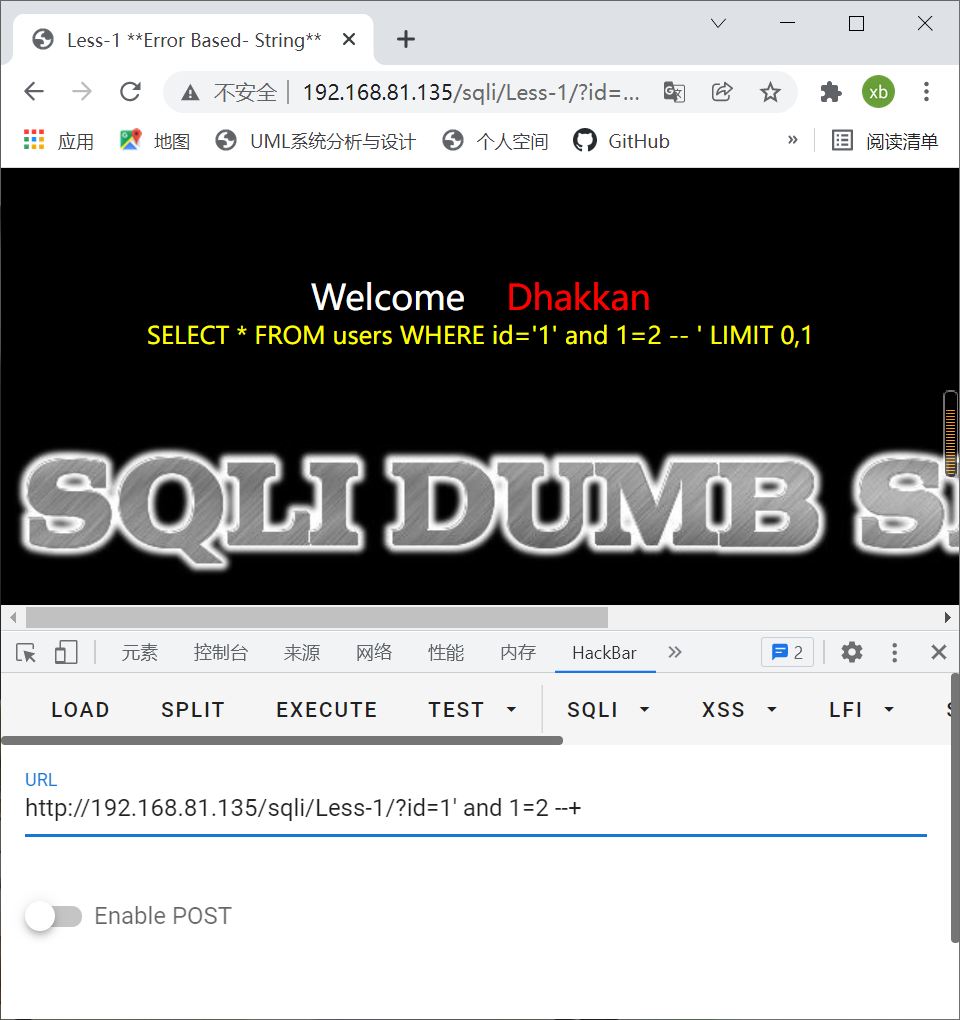 Less-1 **Error Based- String**
不安全 192.168.81.135/sqli/Less-1/?id=...
xb
应用 地图 UML系统分析与设计 个人空间 GitHub » 阅读清单
Welcome Dhakkan
SELECT * FROM users WHERE id='1' and 1=2 -- ' LIMIT 0,1
SQLI DUMB
元素 控制台 来源 网络 性能 内存 HackBar 2
LOAD SPLIT EXECUTE TEST SQLI XSS LFI
URL
http://192.168.81.135/sqli/Less-1/?id=1' and 1=2 --+
Enable POST